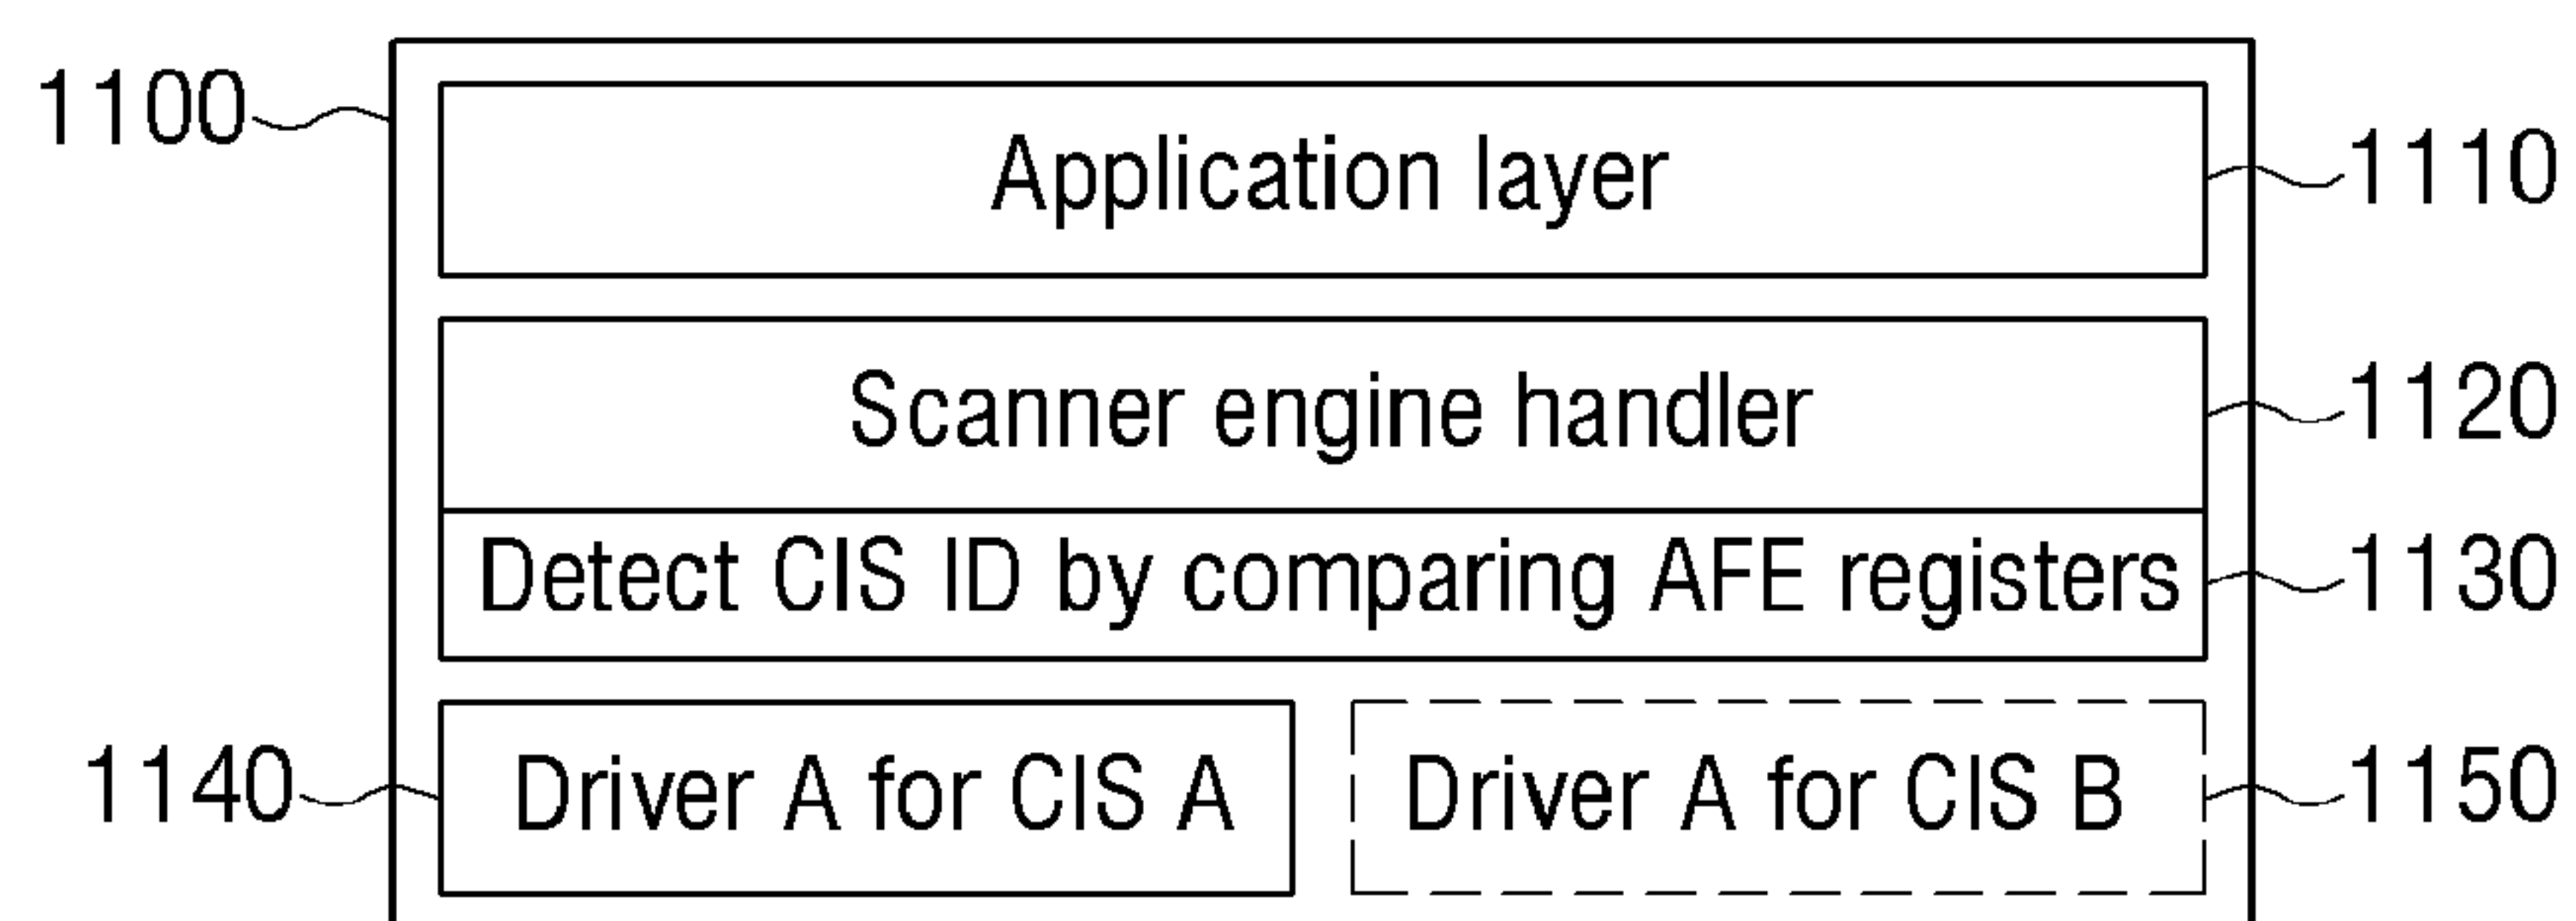 1100
Application layer
1110
Scanner engine handler
1120
Detect CIS ID by comparing AFE registers
1130
1140
Driver A for CIS A
Driver A for CIS B
1150